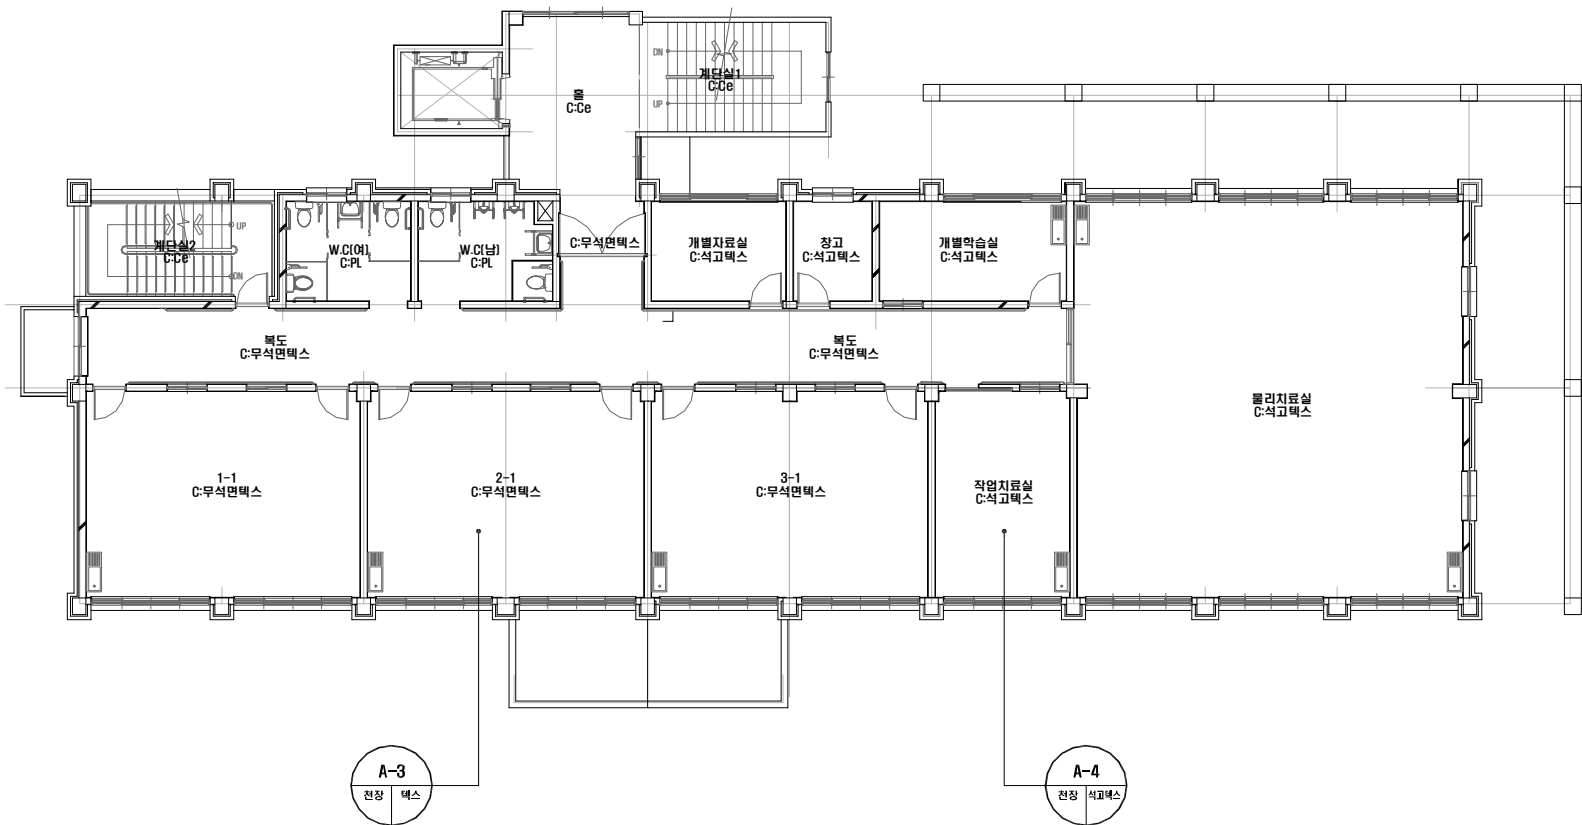 DN
계단실1
C:Ce
UP
홀
C:Ce
UP
계단실2
C:Ce
DN
W.C(여)
C:PL
W.C(남)
C:PL
C:무석면텍스
개별자료실
C:석고텍스
창고
C:석고텍스
개별학습실
C:석고텍스
복도
C:무석면텍스
복도
C:무석면텍스
물리치료실
C:석고텍스
1-1
C:무석면텍스
2-1
C:무석면텍스
3-1
C:무석면텍스
작업치료실
C:석고텍스
A-3
천장 텍스
A-4
천장 석고텍스